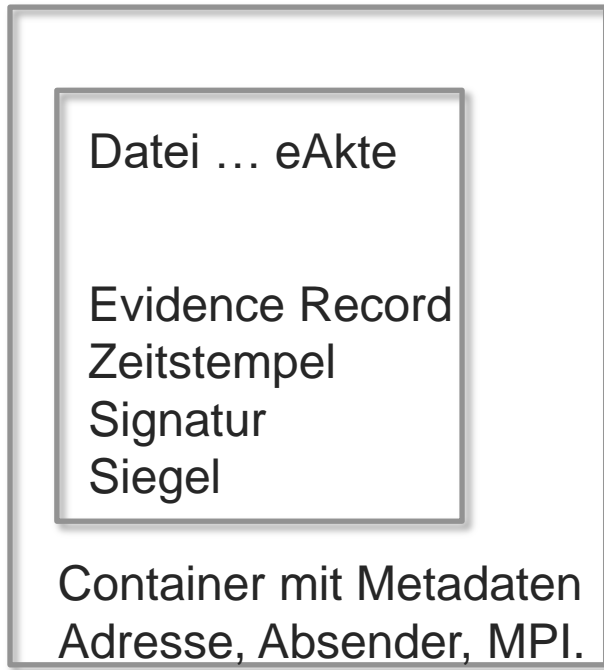 Datei … eAkte
Evidence Record
Zeitstempel
Signatur
Siegel
Container mit Metadaten
Adresse, Absender, MPI.